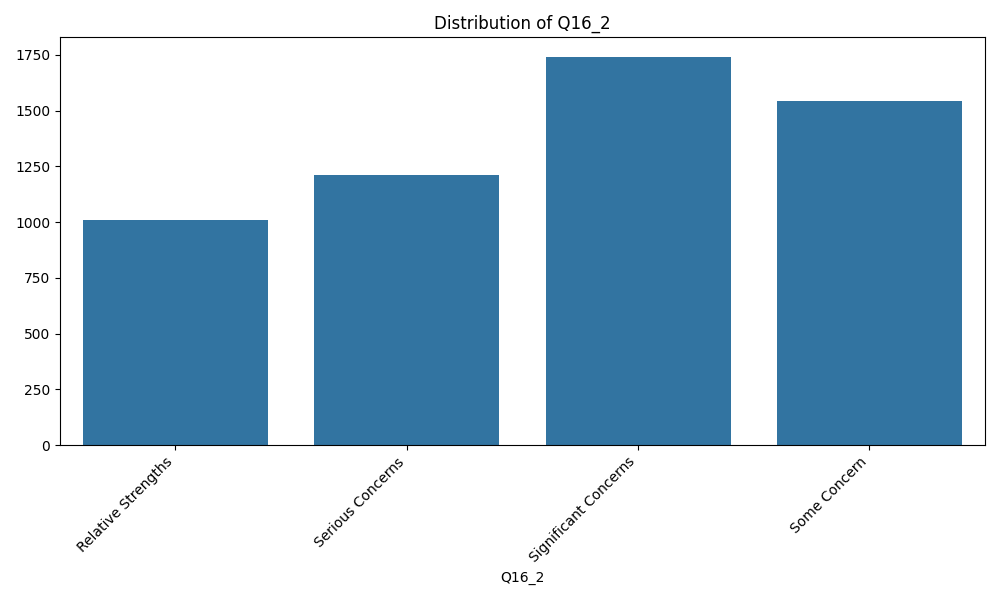 Distribution of Q16_2
1750
1500
1250
1000
750
500
250
0
Relative Strengths
Serious Concerns
Significant Concerns
Some Concern
Q16_2